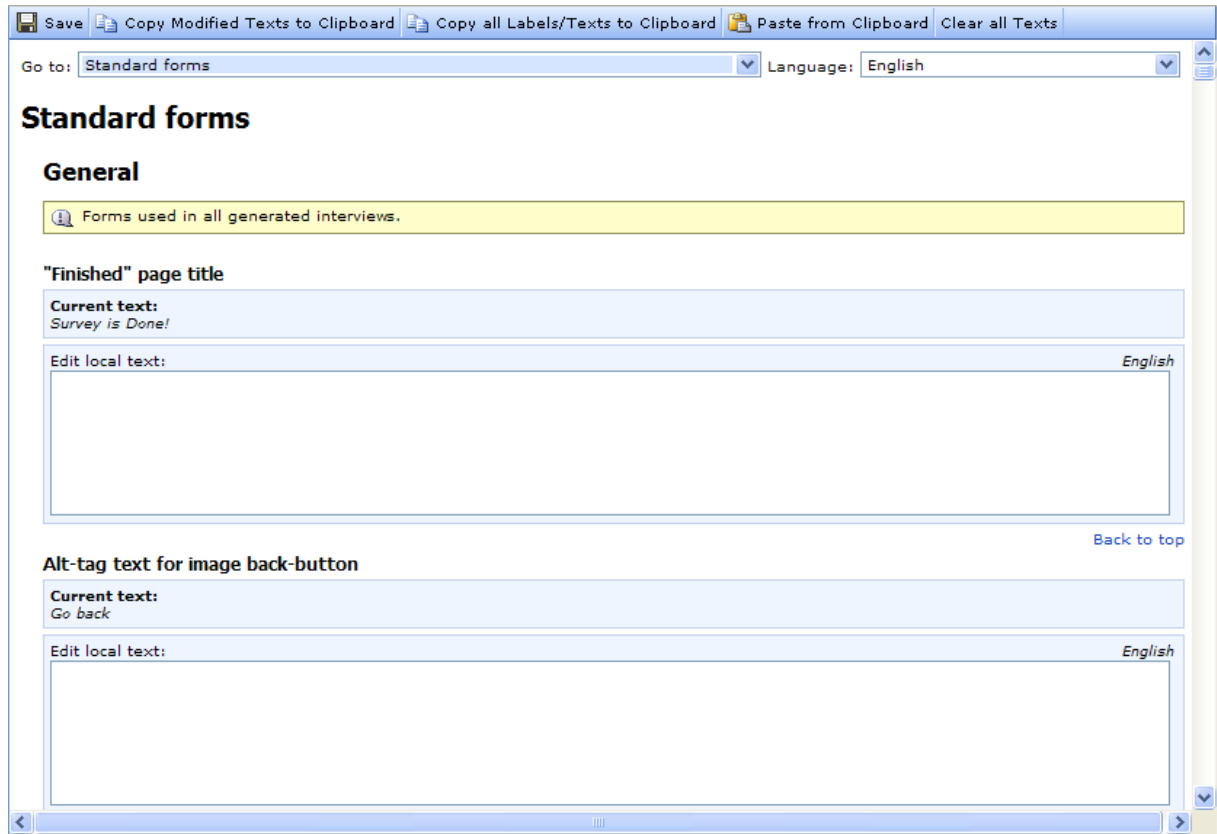 Save Copy Modified Texts to Clipboard Copy all Labels/Texts to Clipboard Paste from Clipboard Clear all Texts
Go to: Standard forms Language: English
Standard forms
General
Forms used in all generated interviews.
"Finished" page title
Current text:
Survey is Done!
Edit local text: English
Back to top
Alt-tag text for image back-button
Current text:
Go back
Edit local text: English